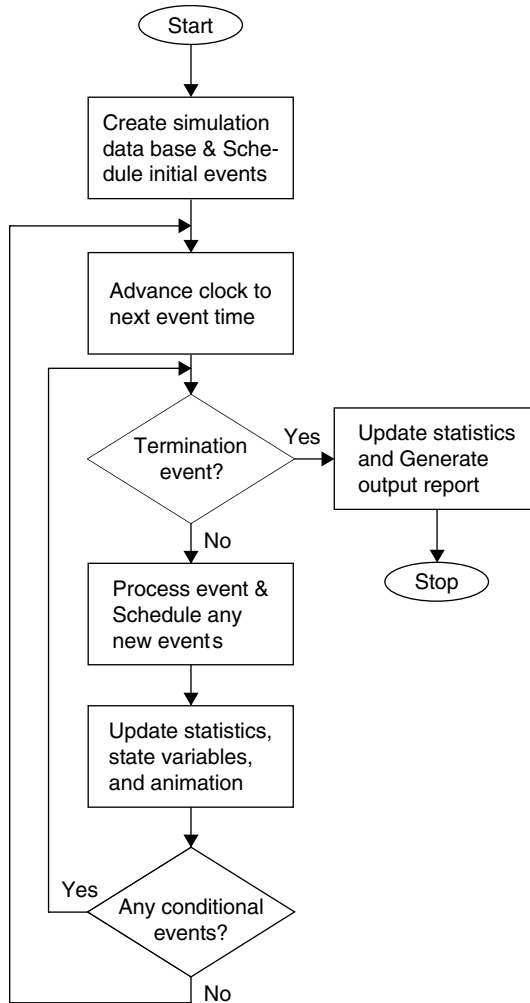 Start
Create simulation
data base & Sche-
dule initial events
Advance clock to
next event time
Termination
event?
Yes
Update statistics
and Generate
output report
No
Stop
Process event &
Schedule any
new events
Update statistics,
state variables,
and animation
Yes
Any conditional
events?
No